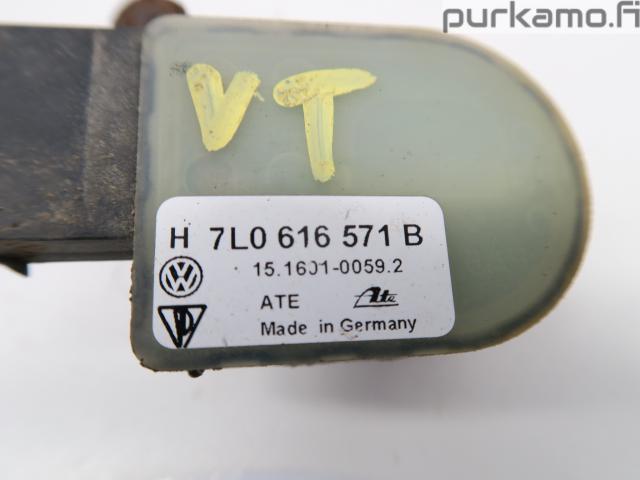 purkamo.fi
VT
H 7L0 616 571 B
15.1601-0059.2
ATE Ate
Made in Germany